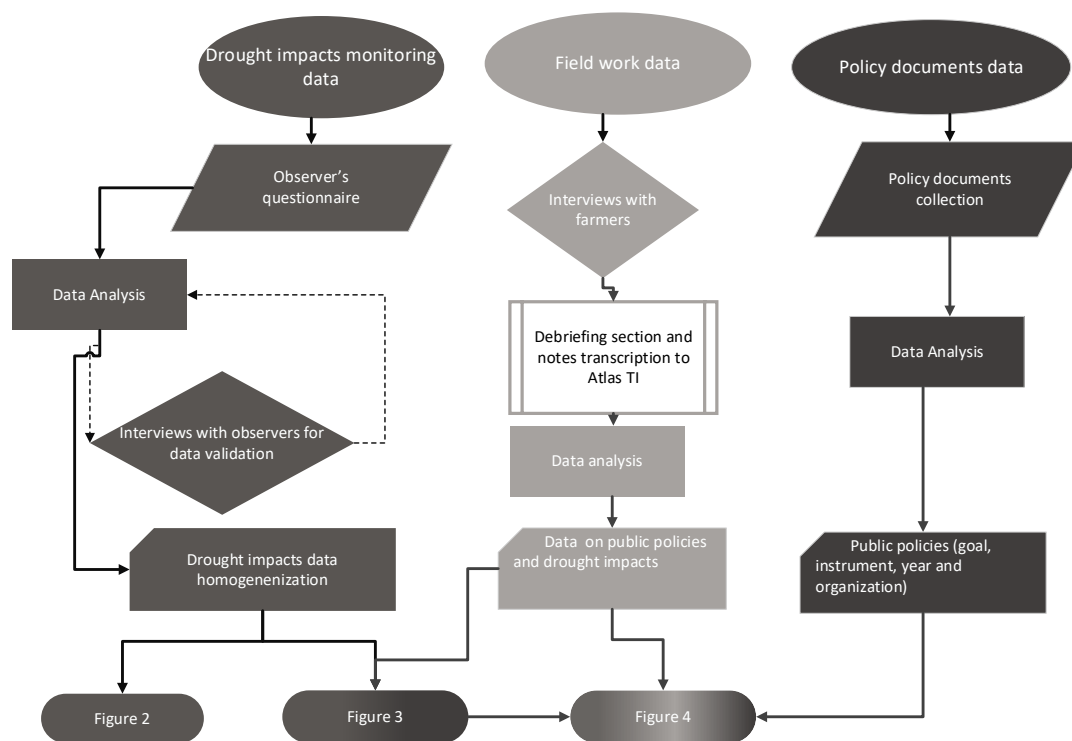 Drought impacts monitoring
data
Observer's
questionnaire
Data Analysis
Interviews with observers for
data validation
Drought impacts data
homogenenization
Figure 2
Figure 3
Field work data
Interviews with
farmers
Debriefing section and
notes transcription to
Atlas TI
Data analysis
Data on public policies
and drought impacts
Figure 4
Policy documents data
Policy documents
collection
Data Analysis
Public policies (goal,
instrument, year and
organization)